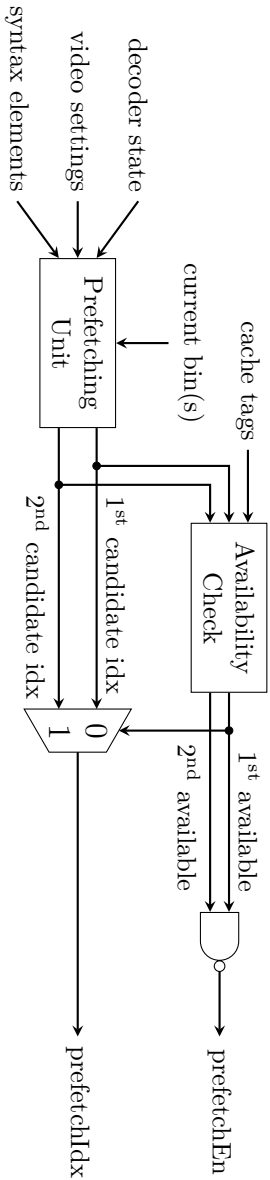 decoder state
video settings
syntax elements
current bin(s)
cache tags
Prefetching
Unit
Availability
Check
1st candidate idx
2nd candidate idx
0
1
1st available
2nd available
prefetchEn
prefetchIdx